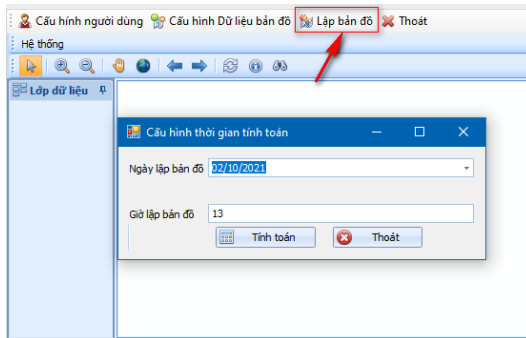 Cấu hính người dùng Cấu hình Dữ liệu bản đồ Lập bản đồ Thoát
Hệ thống
Lớp dữ liệu
Cấu hình thời gian tính toán
Ngày lập bản đồ 02/10/2021
Giờ lập bản đồ 13
Tính toán Thoát